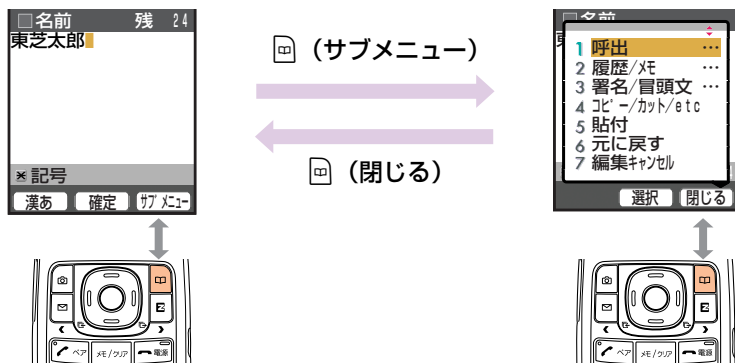 □名前 残 24
東芝太郎
*記号
漢あ 確定 ｻﾌﾞﾒﾆｭｰ
（サブメニュー）
（閉じる）
□名前
1 呼出 …
2 履歴/ﾒﾓ …
3 署名/冒頭文 …
4 ｺﾋﾟｰ/ｶｯﾄ/etc
5 貼付
6 元に戻す
7 編集ｷｬﾝｾﾙ
選択 閉じる
ペア ﾒﾓ/ｸﾘｱ 電源
ペア ﾒﾓ/ｸﾘｱ 電源